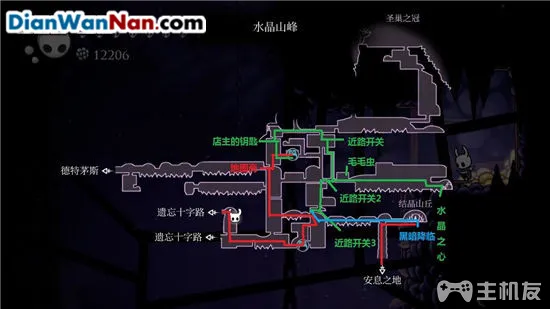 DianWanNan.com
12206
水晶山峰
圣巢之冠
店主的钥匙
近路开关
毛毛虫
德特茅斯
地图商
近路开关2
遗忘十字路
结晶山丘
黑暗降临
水晶之心
遗忘十字路
近路开关3
安息之地
主机友